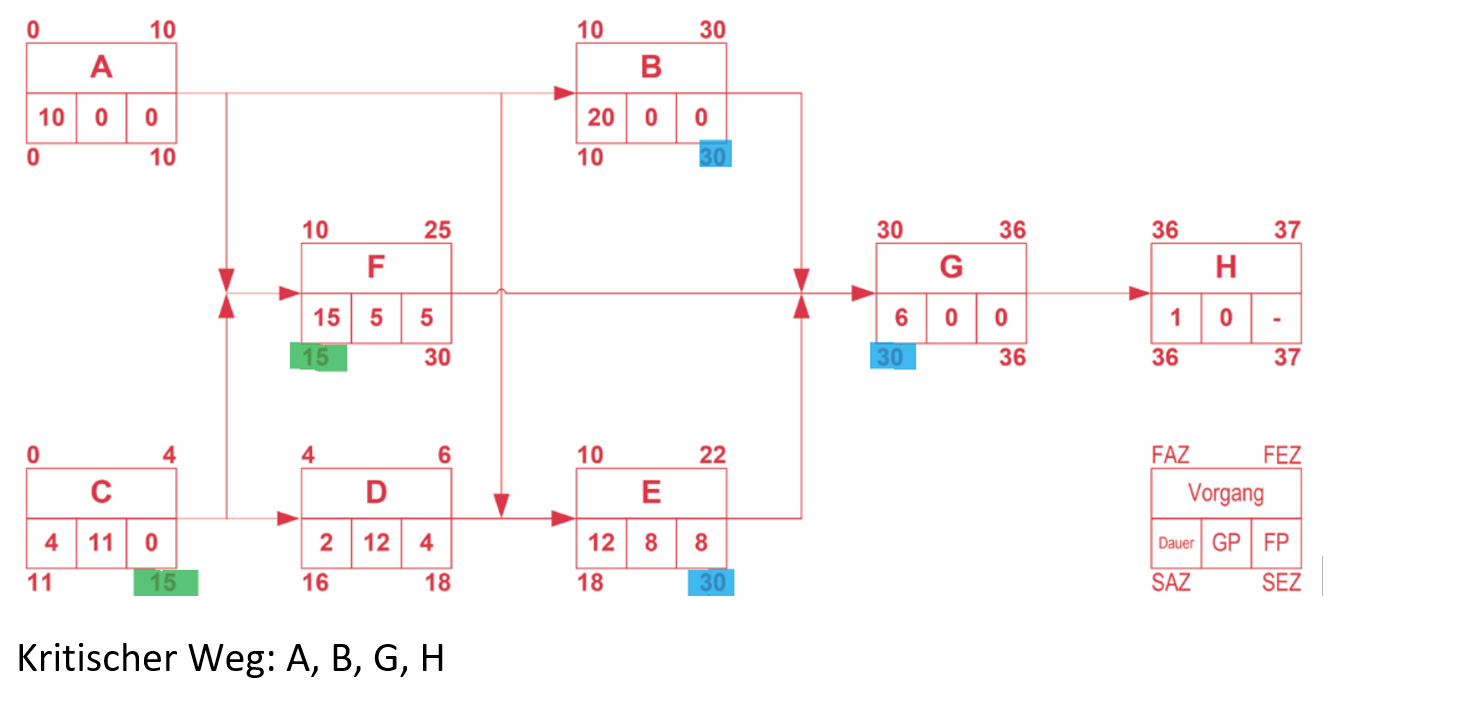 0 10
A
10 0 0
0 10
10 30
B
20 0 0
10 30
10 25
F
15 5 5
15 30
30 36
G
6 0 0
30 36
36 37
H
1 0 -
36 37
0 4
C
4 11 0
11 15
4 6
D
2 12 4
16 18
10 22
E
12 8 8
18 30
FAZ FEZ
Vorgang
Dauer GP FP
SAZ SEZ
Kritischer Weg: A, B, G, H